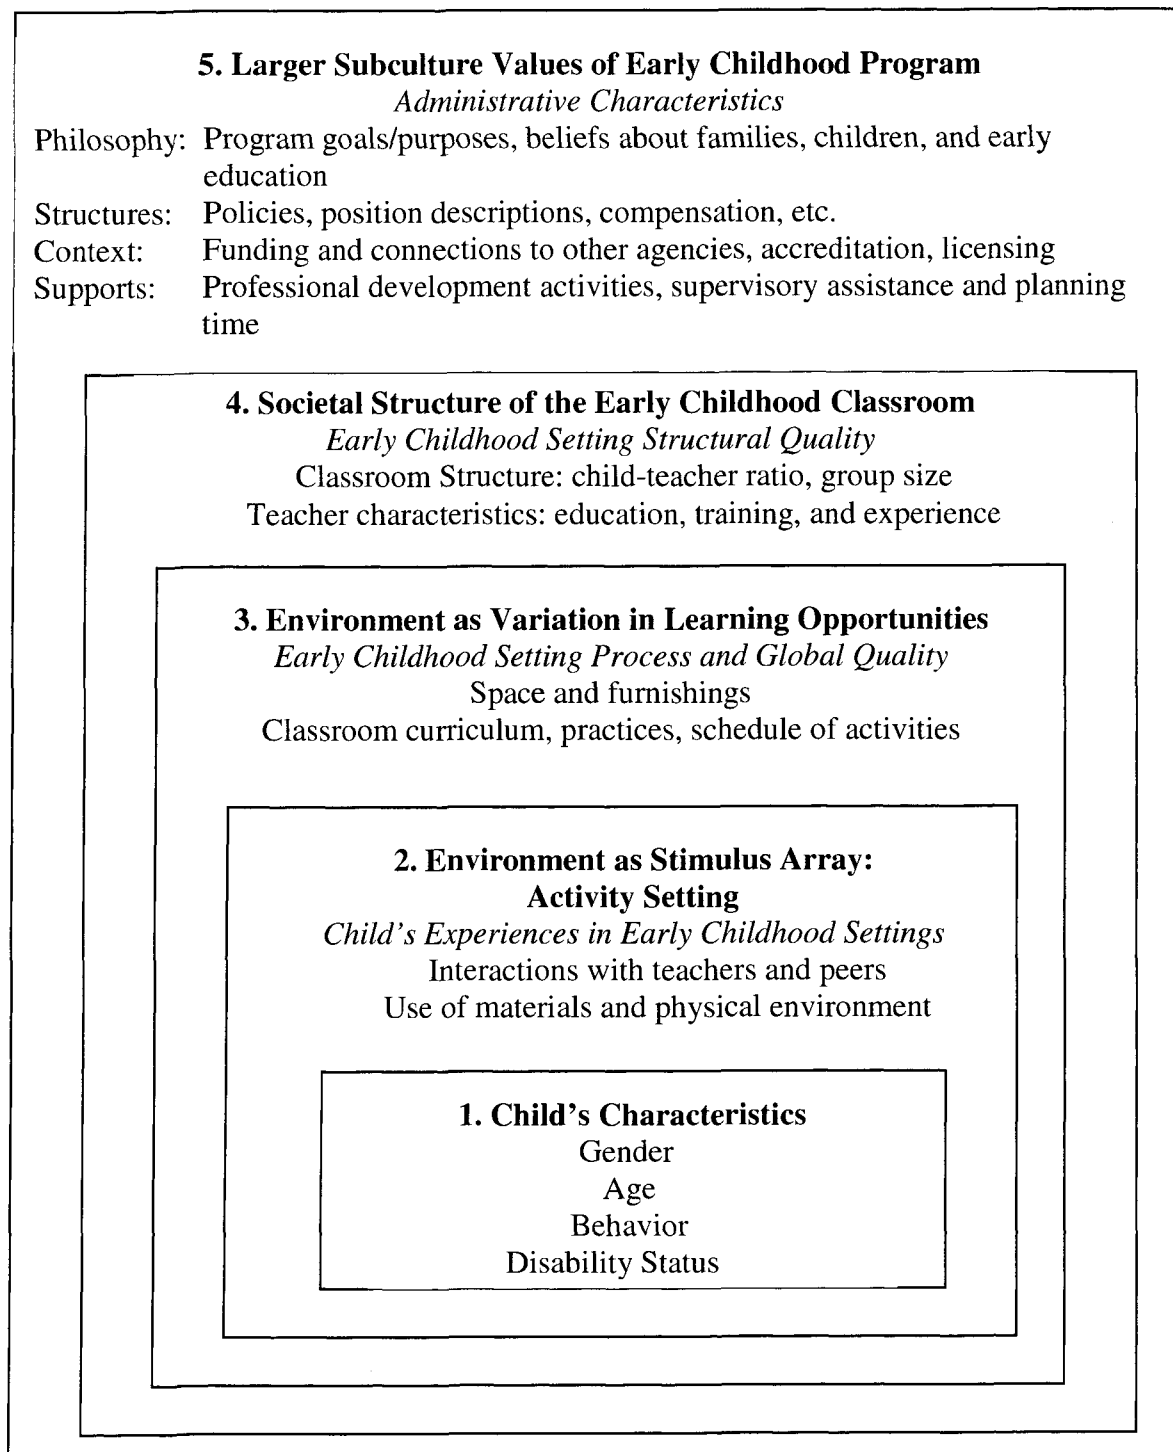 5. Larger Subculture Values of Early Childhood Program
Administrative Characteristics
Philosophy: Program goals/purposes, beliefs about families, children, and early
education
Structures: Policies, position descriptions, compensation, etc.
Context: Funding and connections to other agencies, accreditation, licensing
Supports: Professional development activities, supervisory assistance and planning
time
4. Societal Structure of the Early Childhood Classroom
Early Childhood Setting Structural Quality
Classroom Structure: child-teacher ratio, group size
Teacher characteristics: education, training, and experience
3. Environment as Variation in Learning Opportunities
Early Childhood Setting Process and Global Quality
Space and furnishings
Classroom curriculum, practices, schedule of activities
2. Environment as Stimulus Array:
Activity Setting
Child's Experiences in Early Childhood Settings
Interactions with teachers and peers
Use of materials and physical environment
1. Child's Characteristics
Gender
Age
Behavior
Disability Status